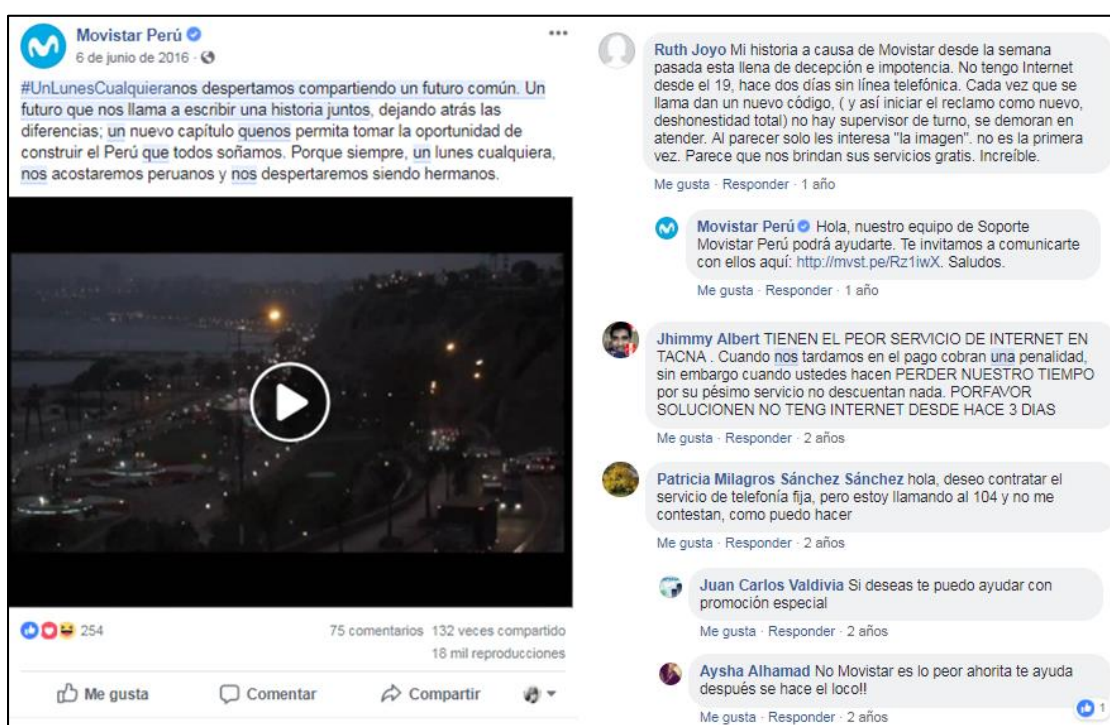 Movistar Perú
6 de junio de 2016 ·
#UnLunesCualquieranos despertamos compartiendo un futuro común. Un
futuro que nos llama a escribir una historia juntos, dejando atrás las
diferencias; un nuevo capítulo quenos permita tomar la oportunidad de
construir el Perú que todos soñamos. Porque siempre, un lunes cualquiera,
nos acostaremos peruanos y nos despertaremos siendo hermanos.
254
75 comentarios 132 veces compartido
18 mil reproducciones
Me gusta
Comentar
Compartir
Ruth Joyo Mi historia a causa de Movistar desde la semana
pasada esta llena de decepción e impotencia. No tengo Internet
desde el 19, hace dos días sin línea telefónica. Cada vez que se
llama dan un nuevo código, ( y así iniciar el reclamo como nuevo,
deshonestidad total) no hay supervisor de turno, se demoran en
atender. Al parecer solo les interesa "la imagen". no es la primera
vez. Parece que nos brindan sus servicios gratis. Increíble.
Me gusta · Responder · 1 año
Movistar Perú Hola, nuestro equipo de Soporte
Movistar Perú podrá ayudarte. Te invitamos a comunicarte
con ellos aquí: http://mvst.pe/Rz1iwX. Saludos.
Me gusta · Responder · 1 año
Jhimmy Albert TIENEN EL PEOR SERVICIO DE INTERNET EN
TACNA . Cuando nos tardamos en el pago cobran una penalidad,
sin embargo cuando ustedes hacen PERDER NUESTRO TIEMPO
por su pésimo servicio no descuentan nada. PORFAVOR
SOLUCIONEN NO TENG INTERNET DESDE HACE 3 DIAS
Me gusta · Responder · 2 años
Patricia Milagros Sánchez Sánchez hola, deseo contratar el
servicio de telefonía fija, pero estoy llamando al 104 y no me
contestan, como puedo hacer
Me gusta · Responder · 2 años
Juan Carlos Valdivia Si deseas te puedo ayudar con
promoción especial
Me gusta · Responder · 2 años
Aysha Alhamad No Movistar es lo peor ahorita te ayuda
después se hace el loco!!
1
Me gusta · Responder · 2 años